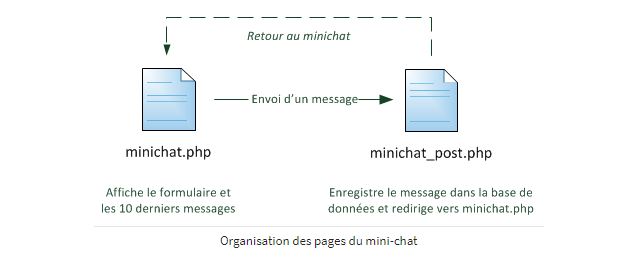 Retour au minichat
Envoi d'un message
minichat.php
minichat_post.php
Affiche le formulaire et
les 10 derniers messages
Enregistre le message dans la base de
données et redirige vers minichat.php
Organisation des pages du mini-chat